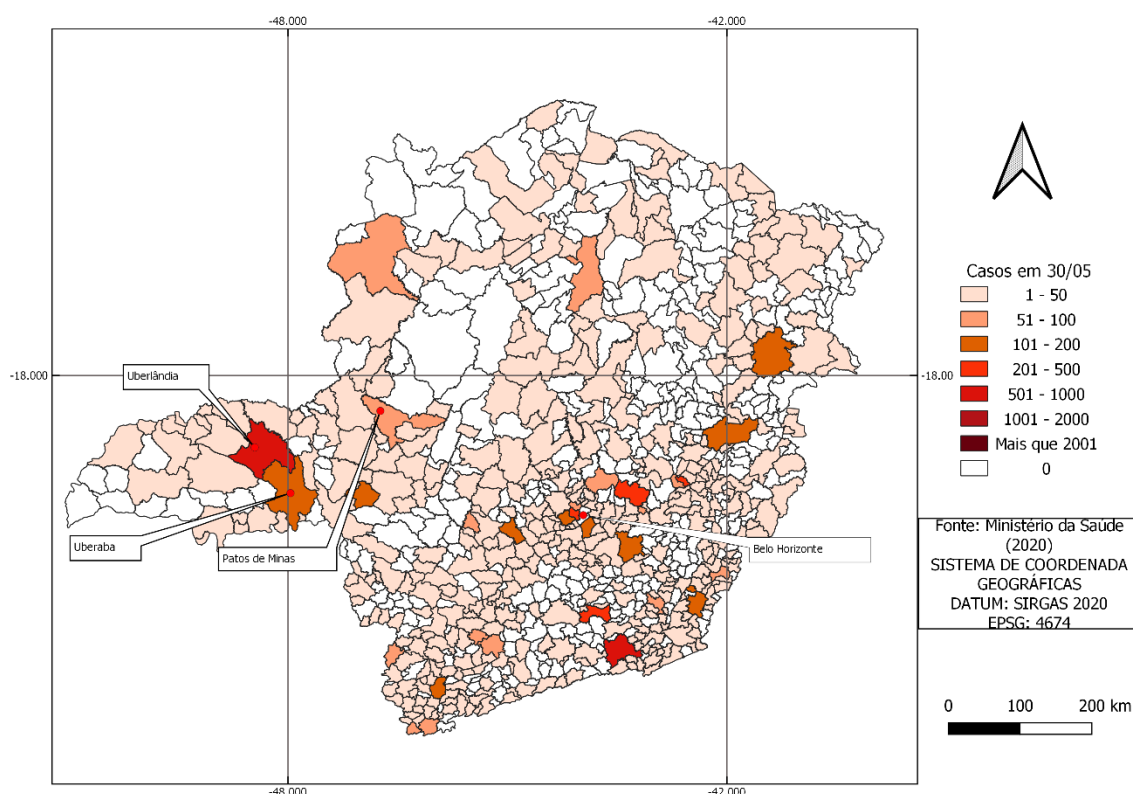 -48.000
-42.000
-18.000
-18.00
Uberlândia
Uberaba
Patos de Minas
Belo Horizonte
Casos em 30/05
1 - 50
51 - 100
101 - 200
201 - 500
501 - 1000
1001 - 2000
Mais que 2001
0
Fonte: Ministério da Saúde
(2020)
SISTEMA DE COORDENADA
GEOGRÁFICAS
DATUM: SIRGAS 2020
EPSG: 4674
0 100 200 km
-48.000
-42.000